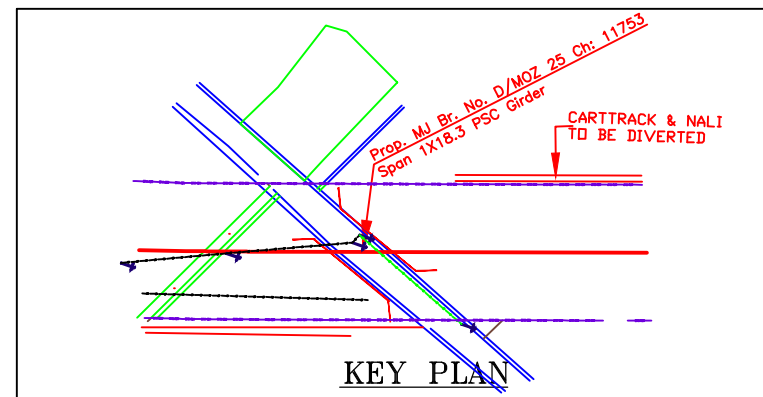 Prop. MJ Br. No. D/MOZ 25 Ch: 11753
Span 1X18.3 PSC Girder
CARTTRACK & NALI
TO BE DIVERTED
KEY PLAN